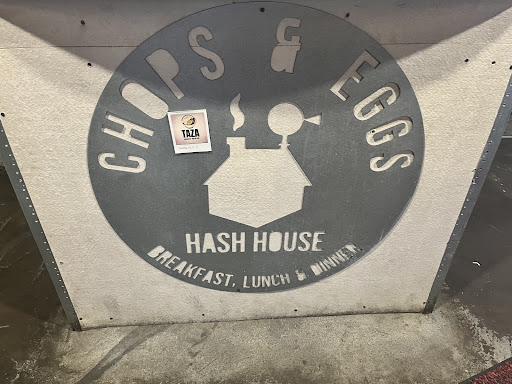 CHOPS & EGGS
TAZA
HASH HOUSE
BREAKFAST, LUNCH & DINNER